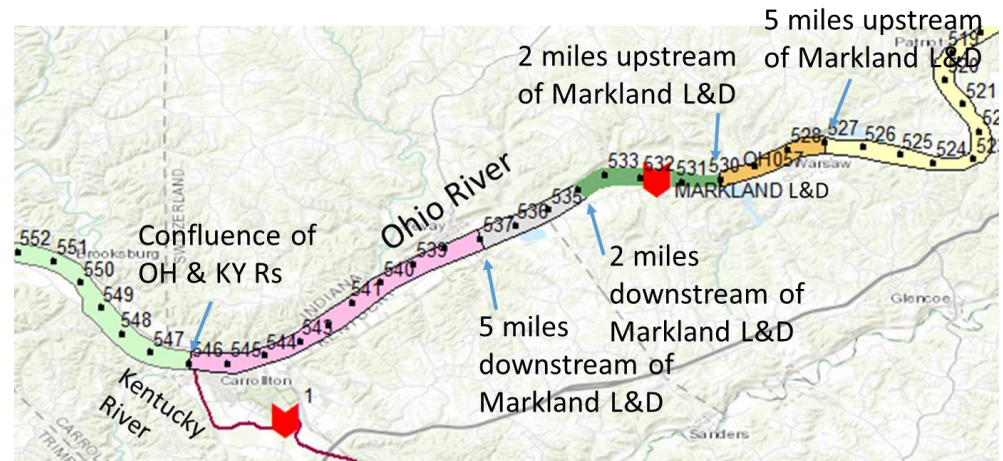 5 miles upstream
of Markland L&D
2 miles upstream
of Markland L&D
Patriot
519
520
521
524
525
526
527
528
OH057
Warsaw
530
531
532
533
MARKLAND L&D
535
536
537
Ohio River
539
540
541
543
544
545
546
547
548
549
550
551
552
Brooksburg
SWITZERLAND
Confluence of
OH & KY Rs
INDIANA
2 miles
downstream of
Markland L&D
5 miles
downstream of
Markland L&D
Glencoe
Carrollton
1
Kentucky
River
Sanders